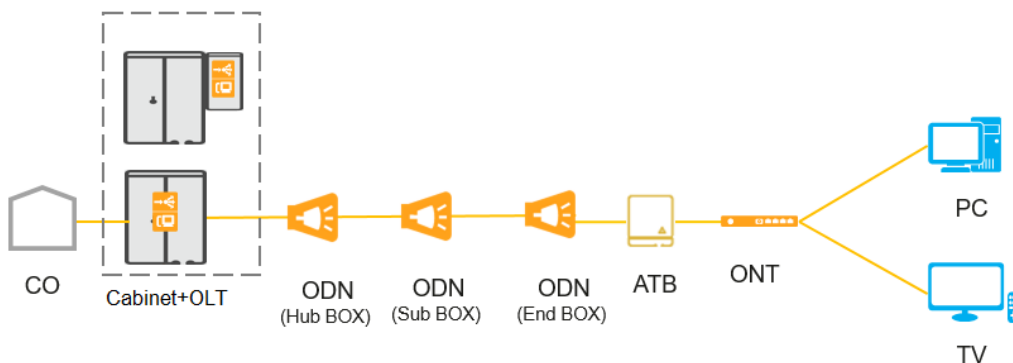 CO
Cabinet+OLT
ODN
(Hub BOX)
ODN
(Sub BOX)
ODN
(End BOX)
ATB
ONT
PC
TV